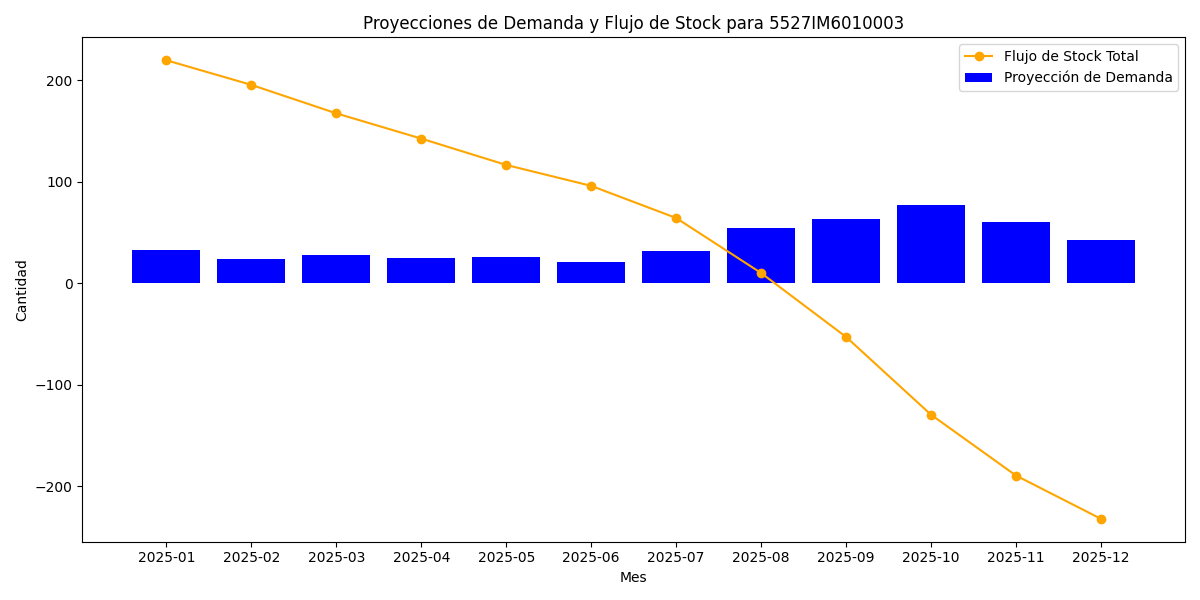 Proyecciones de Demanda y Flujo de Stock para 5527IM6010003
Flujo de Stock Total
Proyección de Demanda
Cantidad
200
100
0
−100
−200
2025-01 2025-02 2025-03 2025-04 2025-05 2025-06 2025-07 2025-08 2025-09 2025-10 2025-11 2025-12
Mes